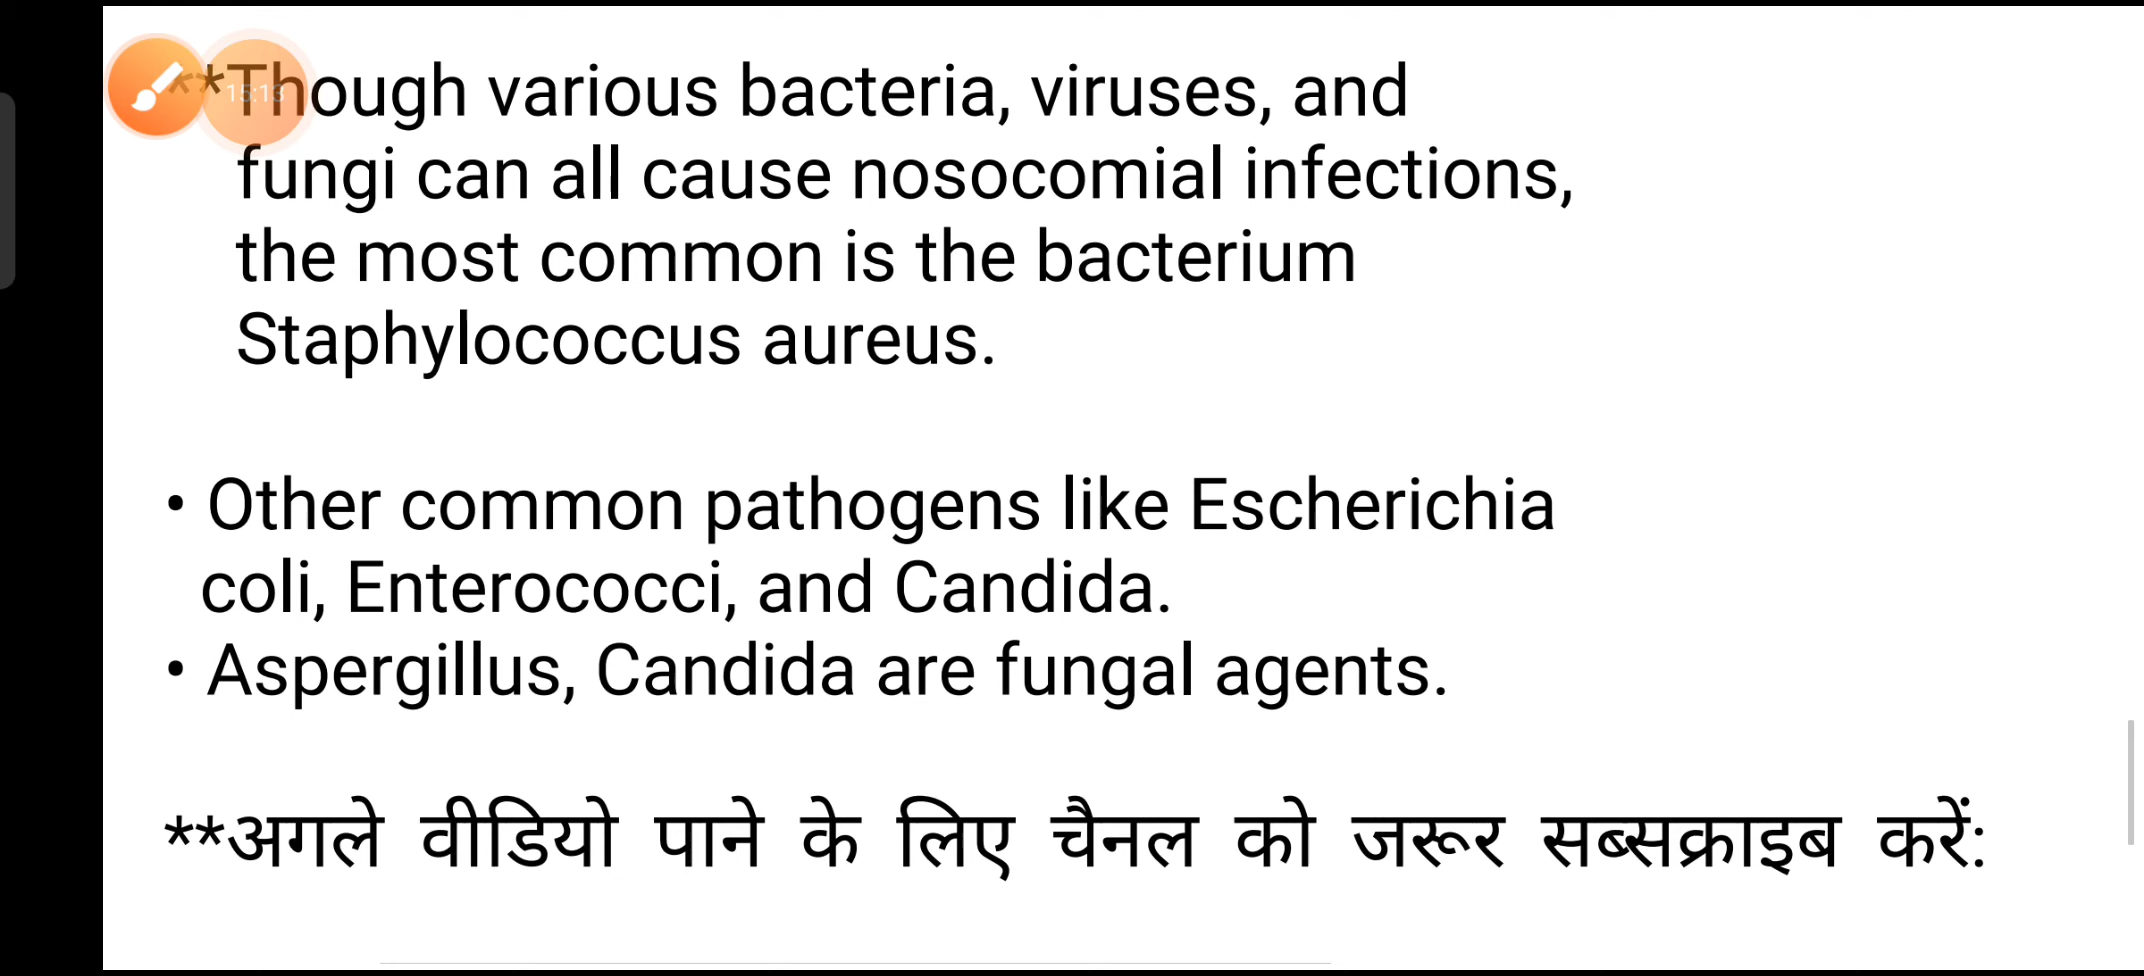 **Though various bacteria, viruses, and
15:13
fungi can all cause nosocomial infections,
the most common is the bacterium
Staphylococcus aureus.
• Other common pathogens like Escherichia
coli, Enterococci, and Candida.
• Aspergillus, Candida are fungal agents.
**अगले वीडियो पाने के लिए चैनल को जरूर सब्सक्राइब करें: